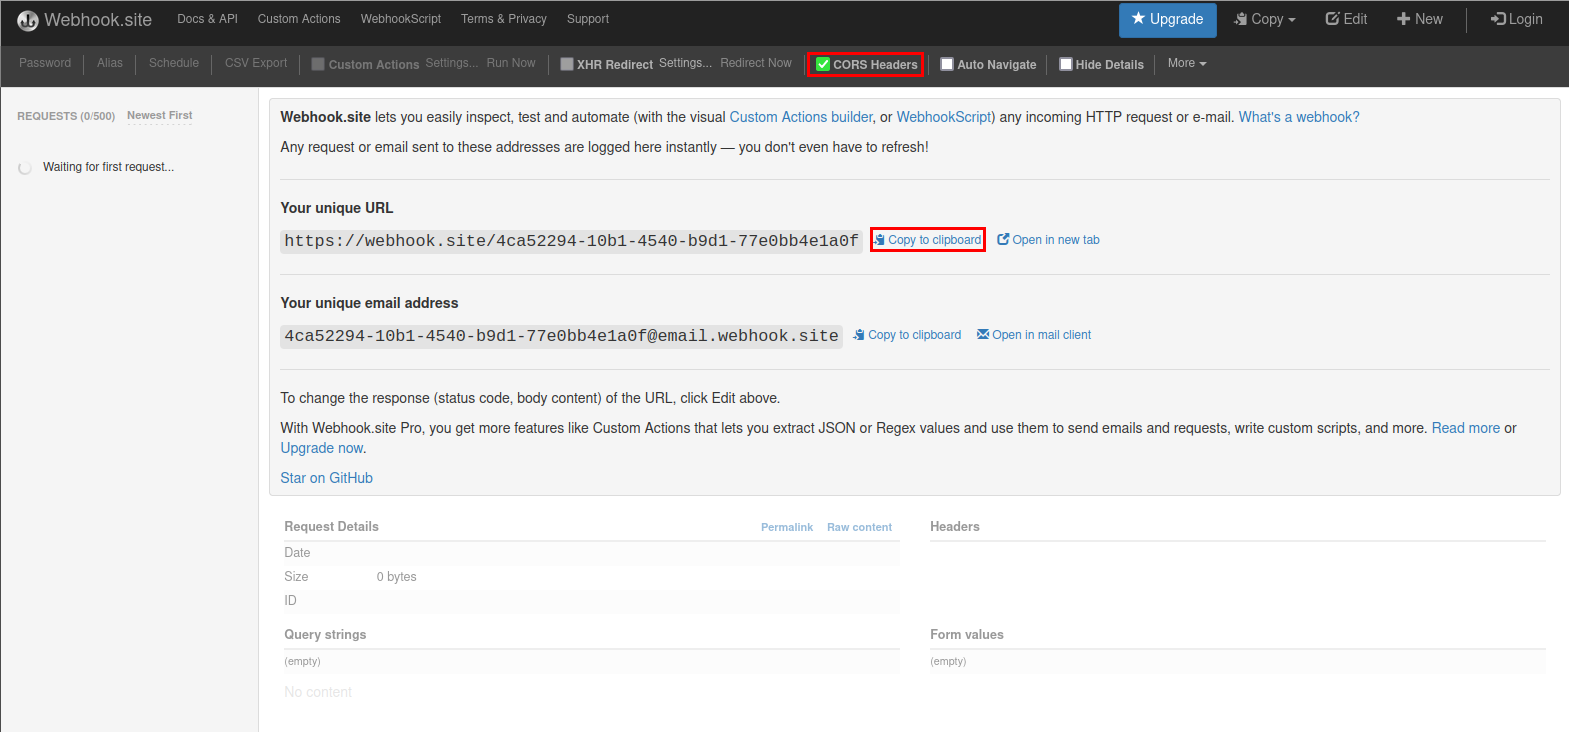 Webhook.site Docs & API Custom Actions WebhookScript Terms & Privacy Support Upgrade Copy Edit New Login
Password Alias Schedule CSV Export Custom Actions Settings... Run Now XHR Redirect Settings... Redirect Now CORS Headers Auto Navigate Hide Details More
REQUESTS (0/500) Newest First
Waiting for first request...
Webhook.site lets you easily inspect, test and automate (with the visual Custom Actions builder, or WebhookScript) any incoming HTTP request or e-mail. What's a webhook?
Any request or email sent to these addresses are logged here instantly — you don't even have to refresh!
Your unique URL
https://webhook.site/4ca52294-10b1-4540-b9d1-77e0bb4e1a0f Copy to clipboard Open in new tab
Your unique email address
4ca52294-10b1-4540-b9d1-77e0bb4e1a0f@email.webhook.site Copy to clipboard Open in mail client
To change the response (status code, body content) of the URL, click Edit above.
With Webhook.site Pro, you get more features like Custom Actions that lets you extract JSON or Regex values and use them to send emails and requests, write custom scripts, and more. Read more or
Upgrade now.
Star on GitHub
Request Details Permalink Raw content Headers
Date
Size 0 bytes
ID
Query strings Form values
(empty) (empty)
No content